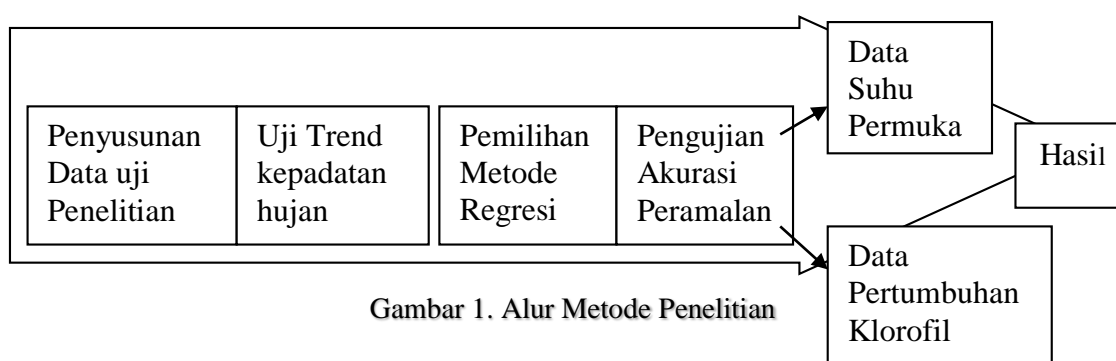 Penyusunan
Data uji
Penelitian
Uji Trend
kepadatan
hujan
Pemilihan
Metode
Regresi
Pengujian
Akurasi
Peramalan
Data
Suhu
Permuka
Data
Pertumbuhan
Klorofil
Hasil
Gambar 1. Alur Metode Penelitian